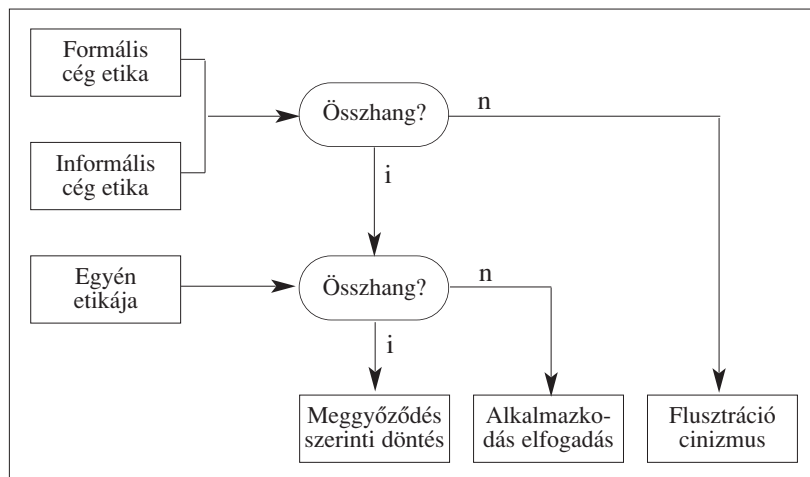 Formális
cég etika
Összhang?
n
Informális
cég etika
i
Egyén
etikája
Összhang?
n
i
Meggyőződés
szerinti döntés
Alkalmazko-
dás elfogadás
Flusztráció
cinizmus